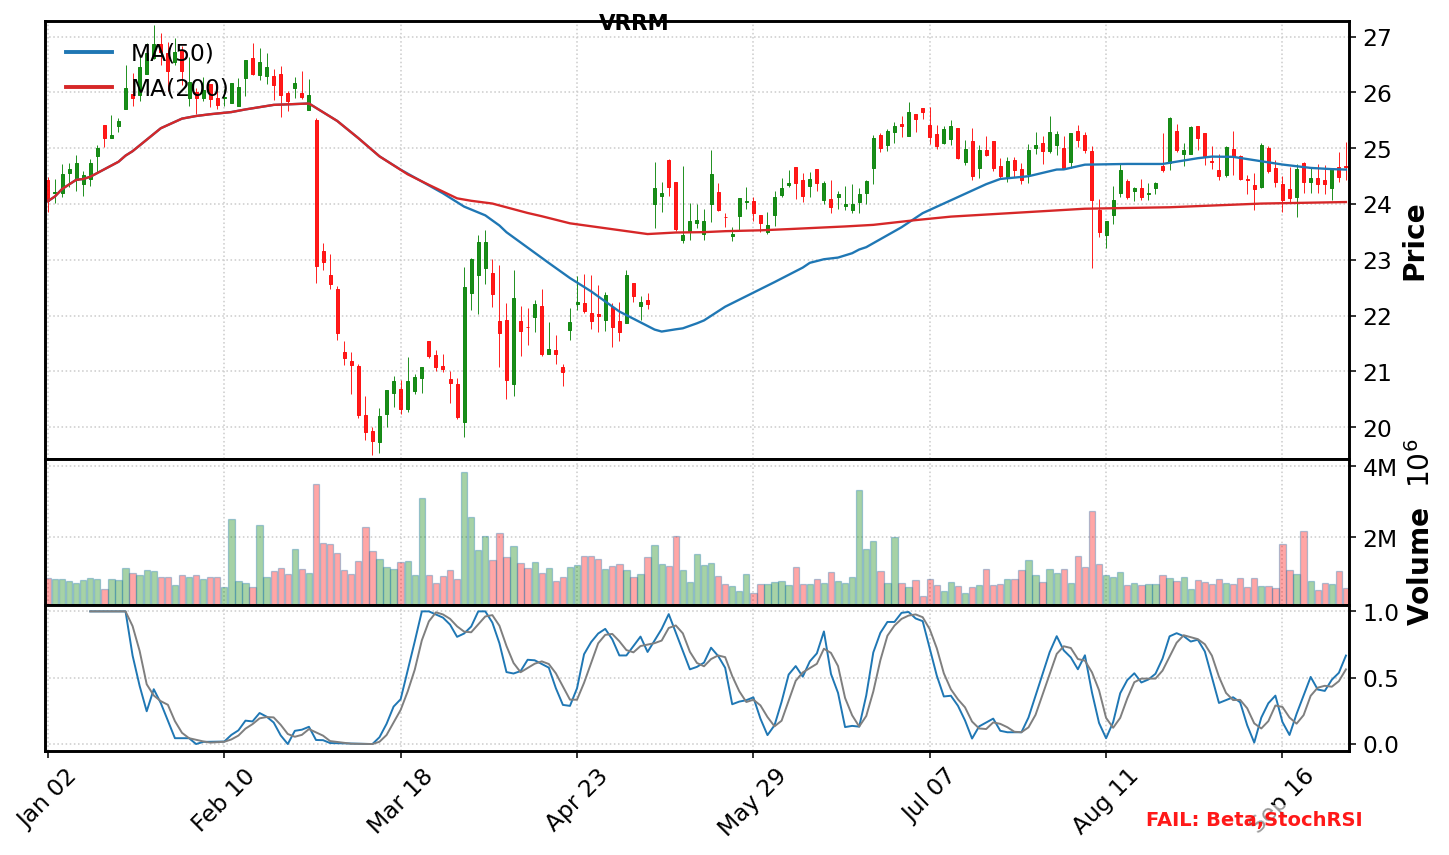 VRRM
MA(50)
MA(200)
27
26
25
24
23
22
21
20
Price
4M
2M
Volume 10^6
1.0
0.5
0.0
Jan 02
Feb 10
Mar 18
Apr 23
May 29
Jul 07
Aug 11
Sep 16
FAIL: Beta,StochRSI